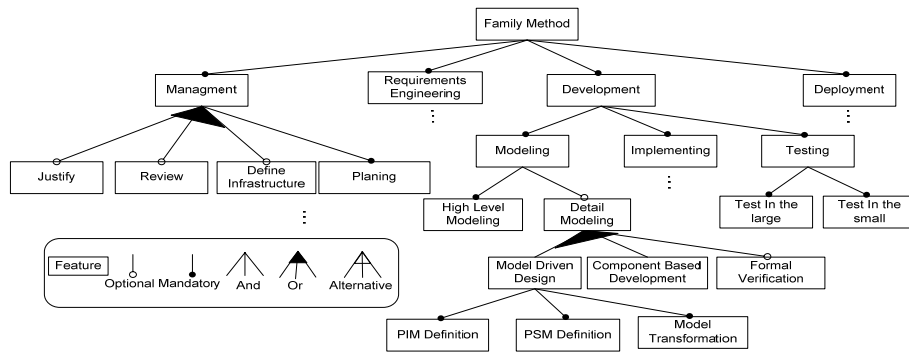 Family Method
Managment
Requirements
Engineering
Development
Deployment
Modeling
Implementing
Testing
Justify
Review
Define
Infrastructure
Planing
High Level
Modeling
Detail
Modeling
Test In the
large
Test In the
small
Model Driven
Design
Component Based
Development
Formal
Verification
PIM Definition
PSM Definition
Model
Transformation
Feature
Optional Mandatory And Or Alternative